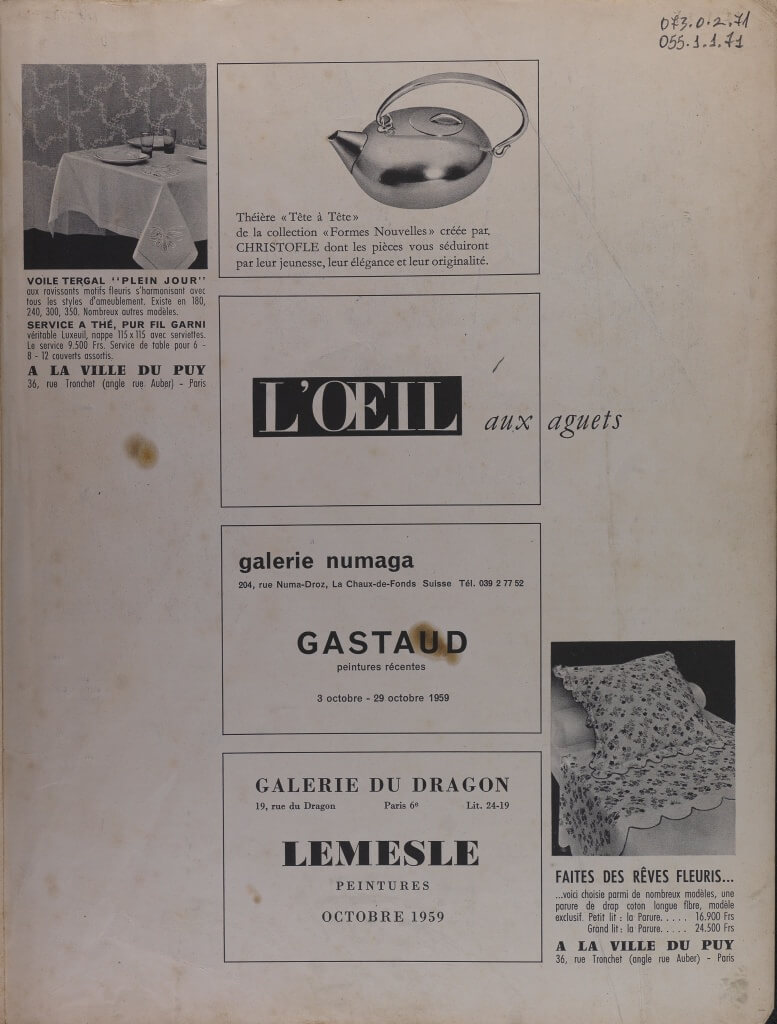 073.0.2.71
055.1.1.71
VOILE TERGAL "PLEIN JOUR"
aux ravissants motifs fleuris s'harmonisant avec
tous les styles d'ameublement. Existe en 180,
240, 300, 350. Nombreux autres modèles.
SERVICE A THÉ, PUR FIL GARNI
véritable Luxeuil, nappe 115 x 115 avec serviettes.
Le service 9.500 Frs. Service de table pour 6 -
8 - 12 couverts assortis.
A LA VILLE DU PUY
36, rue Tronchet (angle rue Auber) - Paris
Théière «Tête à Tête»
de la collection «Formes Nouvelles» créée par
CHRISTOFLE dont les pièces vous séduiront
par leur jeunesse, leur élégance et leur originalité.
L'ŒIL aux aguets
galerie numaga
204, rue Numa-Droz, La Chaux-de-Fonds Suisse Tél. 039 2 77 52
GASTAUD
peintures récentes
3 octobre - 29 octobre 1959
GALERIE DU DRAGON
19, rue du Dragon Paris 6e Lit. 24-19
LEMESLE
PEINTURES
OCTOBRE 1959
FAITES DES RÊVES FLEURIS...
...voici choisie parmi de nombreux modèles, une
parure de drap coton longue fibre, modèle
exclusif. Petit lit : la Parure..... 16.900 Frs
Grand lit : la Parure..... 24.500 Frs
A LA VILLE DU PUY
36, rue Tronchet (angle rue Auber) - Paris